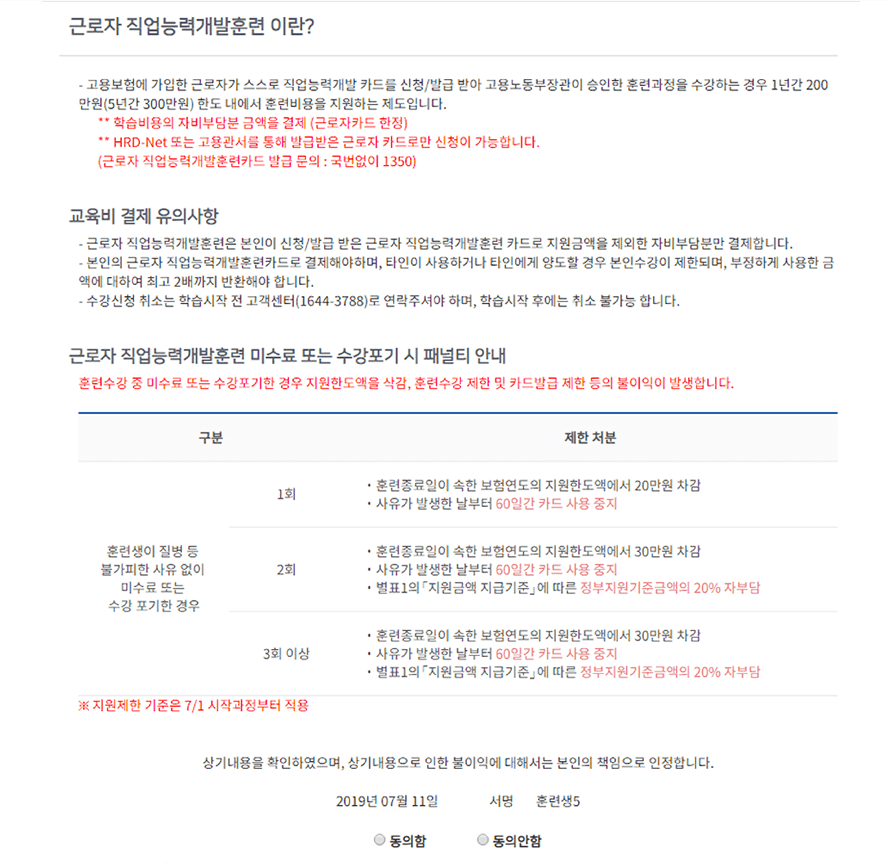 근로자 직업능력개발훈련 이란?
- 고용보험에 가입한 근로자가 스스로 직업능력개발 카드를 신청/발급 받아 고용노동부장관이 승인한 훈련과정을 수강하는 경우 1년간 200
만원(5년간 300만원) 한도 내에서 훈련비용을 지원하는 제도입니다.
** 학습비용의 자비부담분 금액을 결제 (근로자카드 한정)
** HRD-Net 또는 고용관서를 통해 발급받은 근로자 카드로만 신청이 가능합니다.
(근로자 직업능력개발훈련카드 발급 문의 : 국번없이 1350)
교육비 결제 유의사항
- 근로자 직업능력개발훈련은 본인이 신청/발급 받은 근로자 직업능력개발훈련 카드로 지원금액을 제외한 자비부담분만 결제합니다.
- 본인의 근로자 직업능력개발훈련카드로 결제해야하며, 타인이 사용하거나 타인에게 양도할 경우 본인수강이 제한되며, 부정하게 사용한 금
액에 대하여 최고 2배까지 반환해야 합니다.
- 수강신청 취소는 학습시작 전 고객센터(1644-3788)로 연락주셔야 하며, 학습시작 후에는 취소 불가능 합니다.
근로자 직업능력개발훈련 미수료 또는 수강포기 시 패널티 안내
훈련수강 중 미수료 또는 수강포기한 경우 지원한도액을 삭감, 훈련수강 제한 및 카드발급 제한 등의 불이익이 발생합니다.
구분 제한 처분
훈련생이 질병 등
불가피한 사유 없이
미수료 또는
수강 포기한 경우
1회
・훈련종료일이 속한 보험연도의 지원한도액에서 20만원 차감
・사유가 발생한 날부터 60일간 카드 사용 중지
2회
・훈련종료일이 속한 보험연도의 지원한도액에서 30만원 차감
・사유가 발생한 날부터 60일간 카드 사용 중지
・별표1의「지원금액 지급기준」에 따른 정부지원기준금액의 20% 자부담
3회 이상
・훈련종료일이 속한 보험연도의 지원한도액에서 30만원 차감
・사유가 발생한 날부터 60일간 카드 사용 중지
・별표1의「지원금액 지급기준」에 따른 정부지원기준금액의 20% 자부담
※ 지원제한 기준은 7/1 시작과정부터 적용
상기내용을 확인하였으며, 상기내용으로 인한 불이익에 대해서는 본인의 책임으로 인정합니다.
2019년 07월 11일 서명 훈련생5
동의함 동의안함